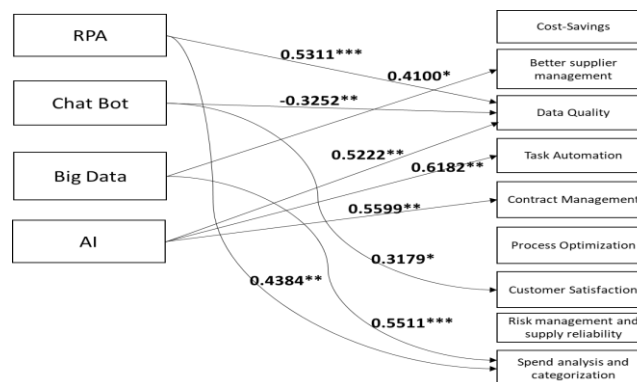 RPA
Chat Bot
Big Data
AI
0.5311***
0.4100*
-0.3252**
0.5222**
0.6182**
0.5599**
0.3179*
0.4384**
0.5511***
Cost-Savings
Better supplier
management
Data Quality
Task Automation
Contract Management
Process Optimization
Customer Satisfaction
Risk management and
supply reliability
Spend analysis and
categorization